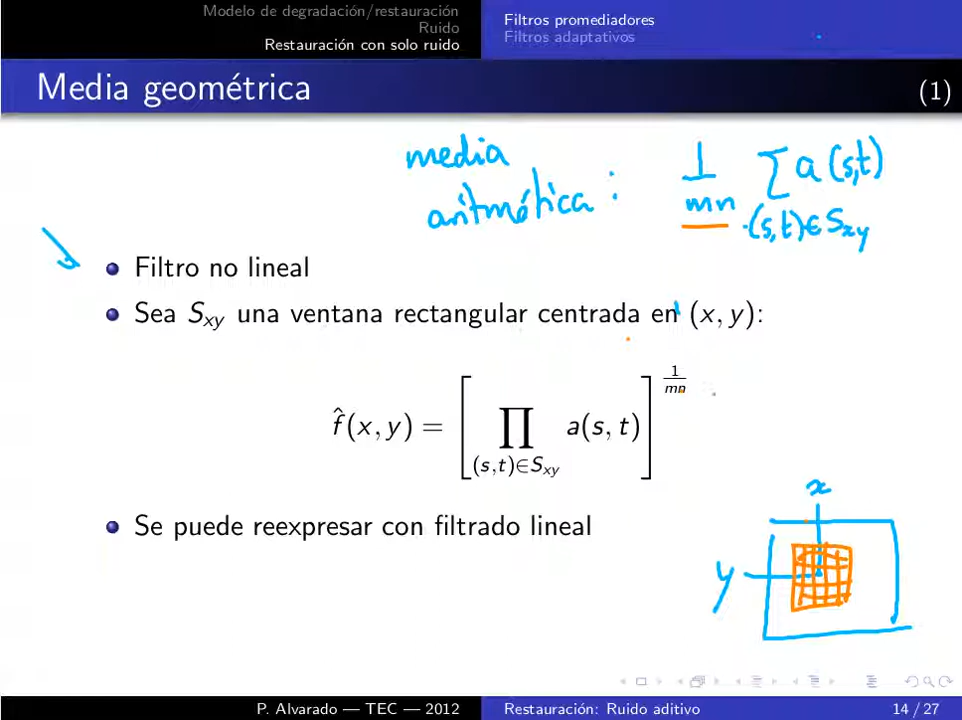 Modelo de degradación/restauración
Ruido
Restauración con solo ruido
Filtros promediadores
Filtros adaptativos
Media geométrica (1)
media
aritmética : 1/mn ∑ a(s,t)
(s,t)∈Sxy
Filtro no lineal
Sea Sxy una ventana rectangular centrada en (x, y):
f̂(x, y) = [ ∏ a(s, t) ] 1/mn
(s,t)∈Sxy
Se puede reexpresar con filtrado lineal
x
y
P. Alvarado — TEC — 2012 Restauración: Ruido aditivo 14 / 27